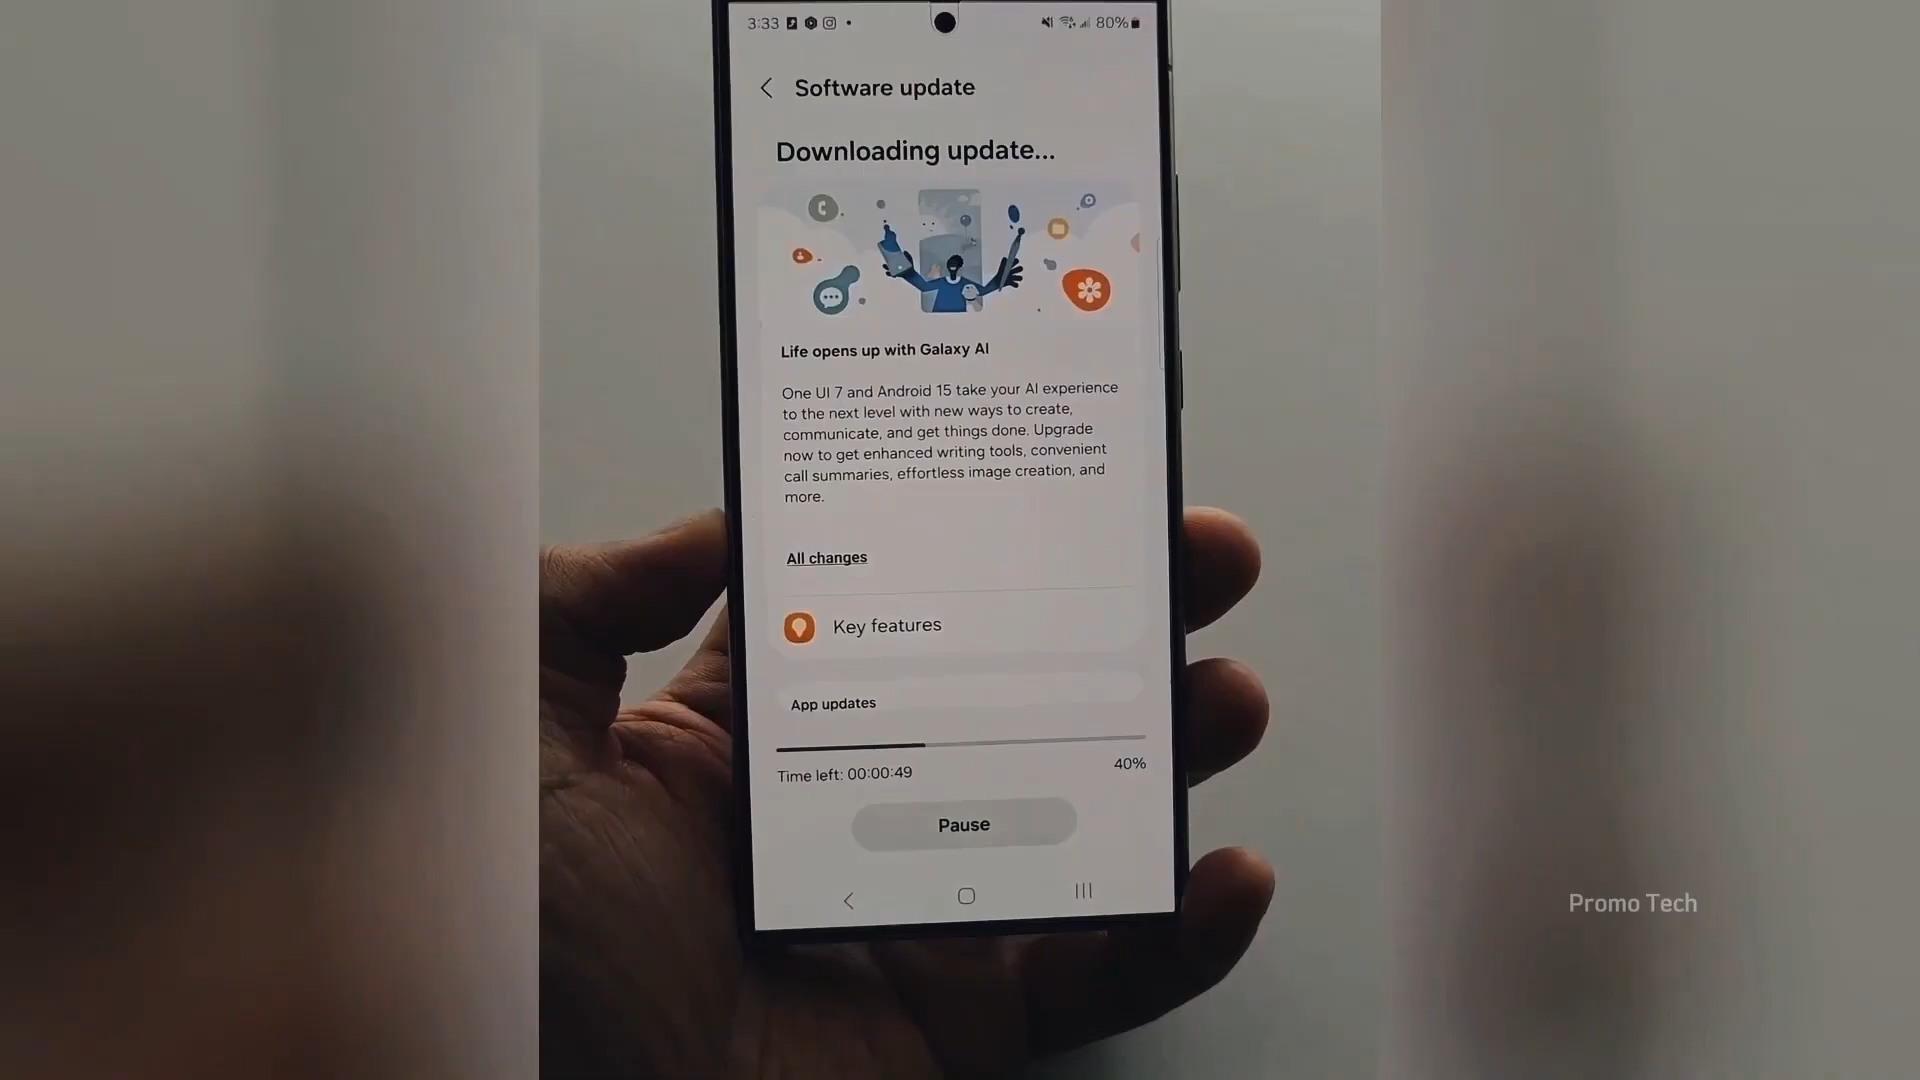 3:33
80%
Software update
Downloading update...
Life opens up with Galaxy AI
One UI 7 and Android 15 take your AI experience
to the next level with new ways to create,
communicate, and get things done. Upgrade
now to get enhanced writing tools, convenient
call summaries, effortless image creation, and
more.
All changes
Key features
App updates
Time left: 00:00:49
40%
Pause
Promo Tech